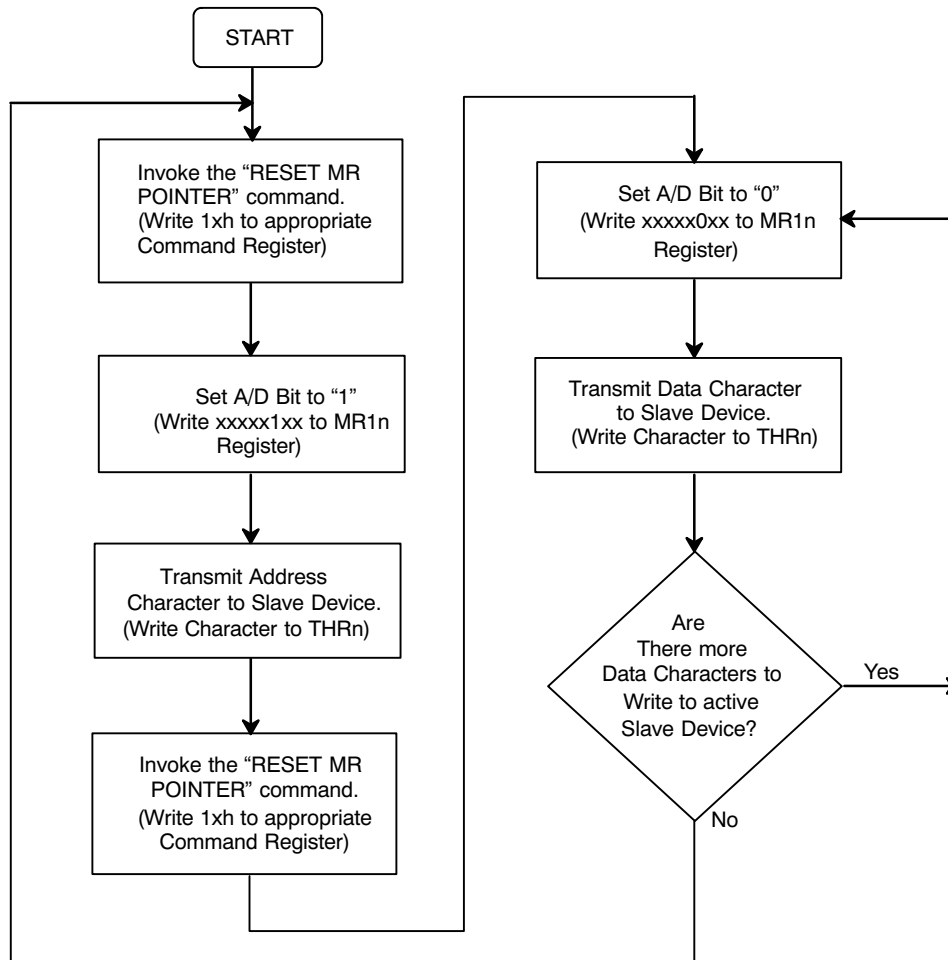 START
Invoke the “RESET MR
POINTER” command.
(Write 1xh to appropriate
Command Register)
Set A/D Bit to “1”
(Write xxxxx1xx to MR1n
Register)
Transmit Address
Character to Slave Device.
(Write Character to THRn)
Invoke the “RESET MR
POINTER” command.
(Write 1xh to appropriate
Command Register)
Set A/D Bit to “0”
(Write xxxxx0xx to MR1n
Register)
Transmit Data Character
to Slave Device.
(Write Character to THRn)
Are
There more
Data Characters to
Write to active
Slave Device?
Yes
No